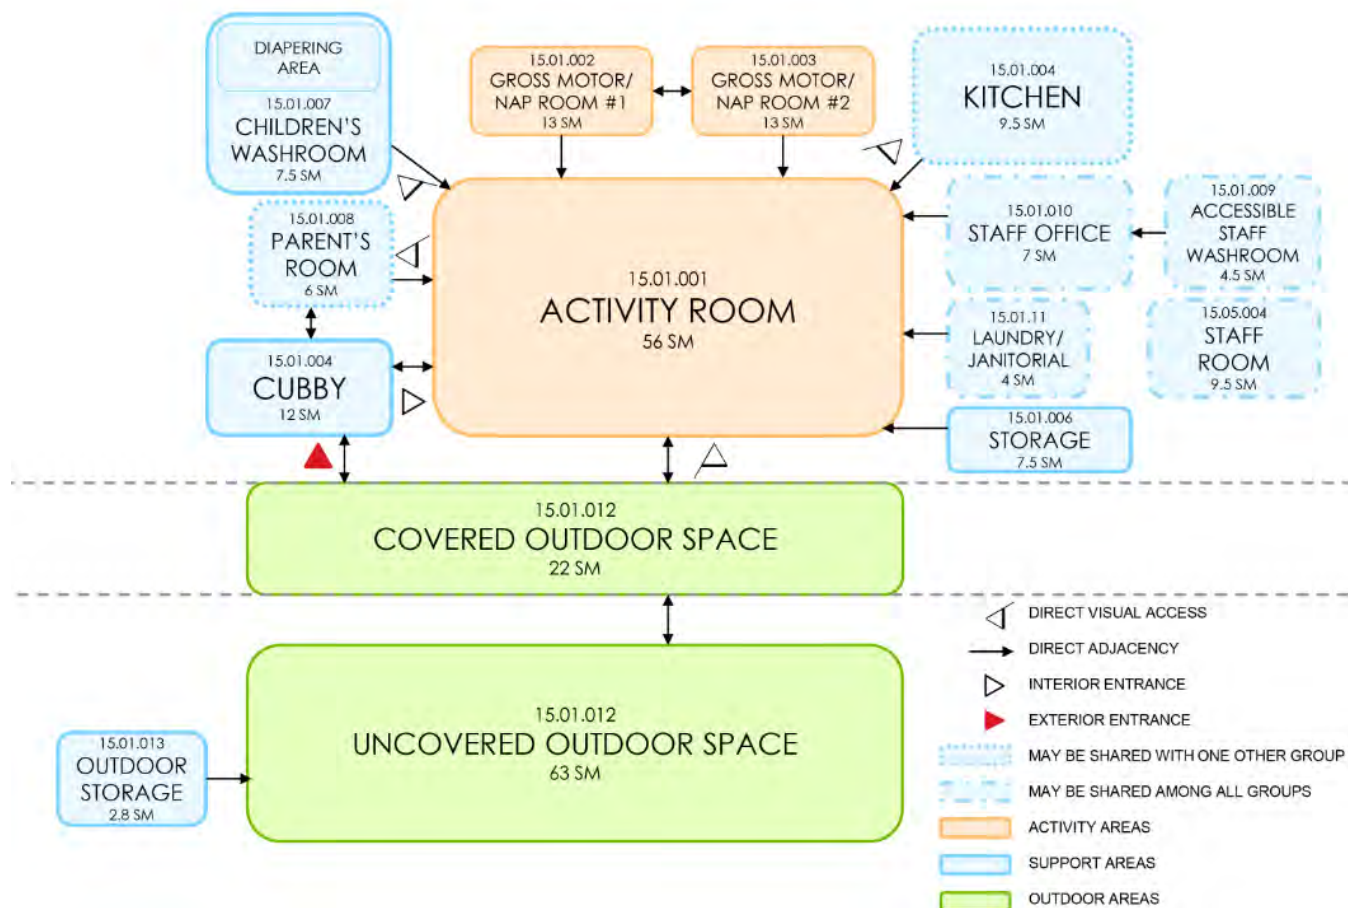 DIAPERING
AREA
15.01.007
CHILDREN'S
WASHROOM
7.5 SM
15.01.002
GROSS MOTOR/
NAP ROOM #1
13 SM
15.01.003
GROSS MOTOR/
NAP ROOM #2
13 SM
15.01.004
KITCHEN
9.5 SM
15.01.008
PARENT'S
ROOM
6 SM
15.01.001
ACTIVITY ROOM
56 SM
15.01.010
STAFF OFFICE
7 SM
15.01.009
ACCESSIBLE
STAFF
WASHROOM
4.5 SM
15.01.004
CUBBY
12 SM
15.01.11
LAUNDRY/
JANITORIAL
4 SM
15.05.004
STAFF
ROOM
9.5 SM
15.01.006
STORAGE
7.5 SM
15.01.012
COVERED OUTDOOR SPACE
22 SM
15.01.012
UNCOVERED OUTDOOR SPACE
63 SM
15.01.013
OUTDOOR
STORAGE
2.8 SM
DIRECT VISUAL ACCESS
DIRECT ADJACENCY
INTERIOR ENTRANCE
EXTERIOR ENTRANCE
MAY BE SHARED WITH ONE OTHER GROUP
MAY BE SHARED AMONG ALL GROUPS
ACTIVITY AREAS
SUPPORT AREAS
OUTDOOR AREAS